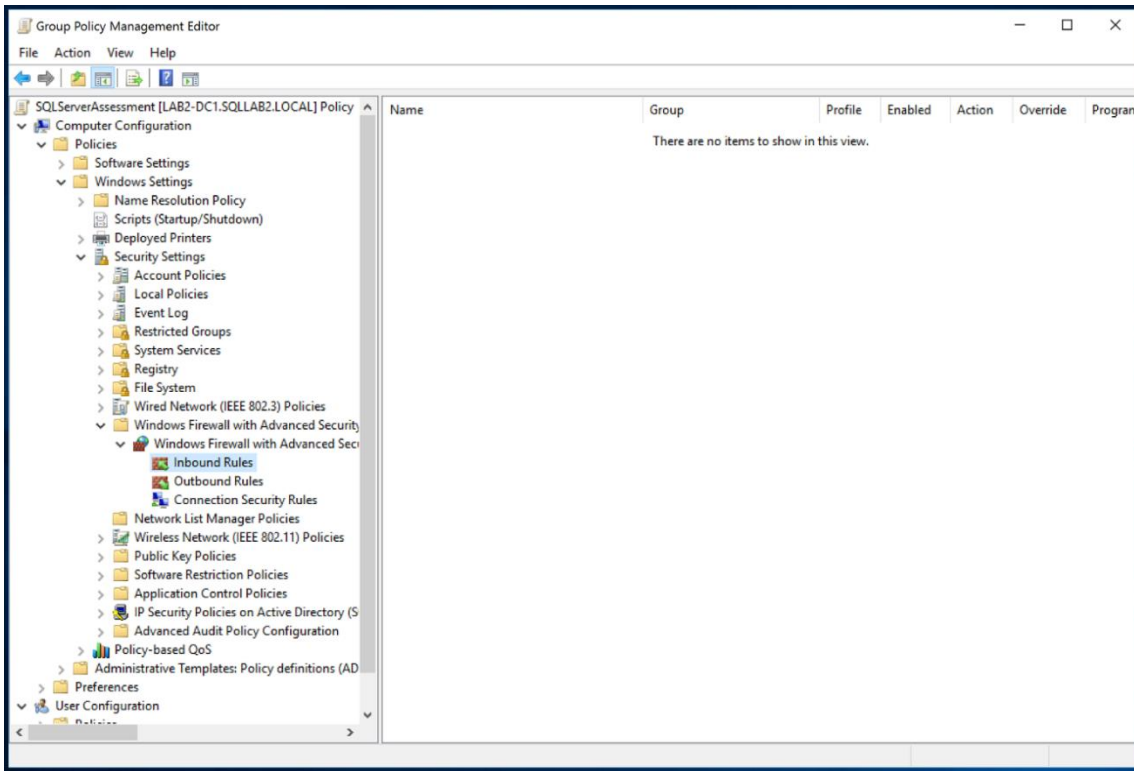 Group Policy Management Editor
File Action View Help
SQLServerAssessment [LAB2-DC1.SQLLAB2.LOCAL] Policy
Computer Configuration
Policies
Software Settings
Windows Settings
Name Resolution Policy
Scripts (Startup/Shutdown)
Deployed Printers
Security Settings
Account Policies
Local Policies
Event Log
Restricted Groups
System Services
Registry
File System
Wired Network (IEEE 802.3) Policies
Windows Firewall with Advanced Security
Windows Firewall with Advanced Secu
Inbound Rules
Outbound Rules
Connection Security Rules
Network List Manager Policies
Wireless Network (IEEE 802.11) Policies
Public Key Policies
Software Restriction Policies
Application Control Policies
IP Security Policies on Active Directory (S
Advanced Audit Policy Configuration
Policy-based QoS
Administrative Templates: Policy definitions (AD
Preferences
User Configuration
Policies
Name Group Profile Enabled Action Override Program
There are no items to show in this view.